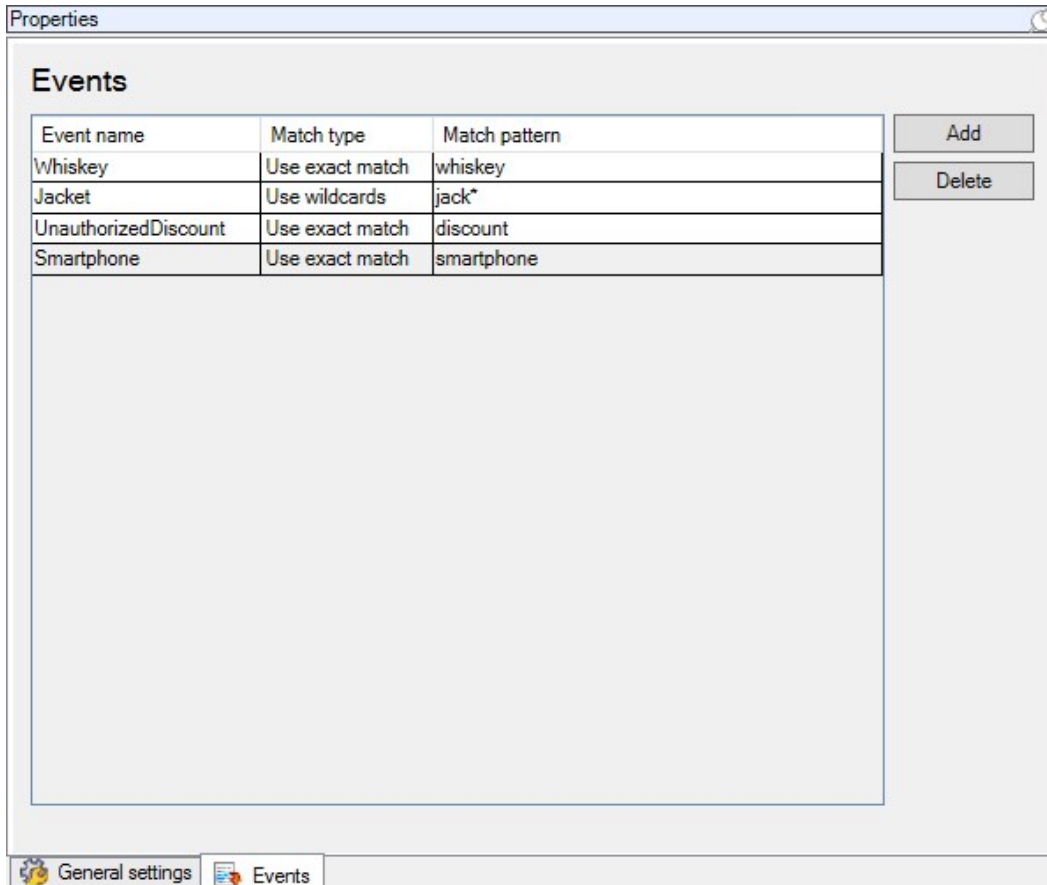 Properties
Events
Event name Match type Match pattern Add
Whiskey Use exact match whiskey
Jacket Use wildcards jack* Delete
UnauthorizedDiscount Use exact match discount
Smartphone Use exact match smartphone
General settings Events